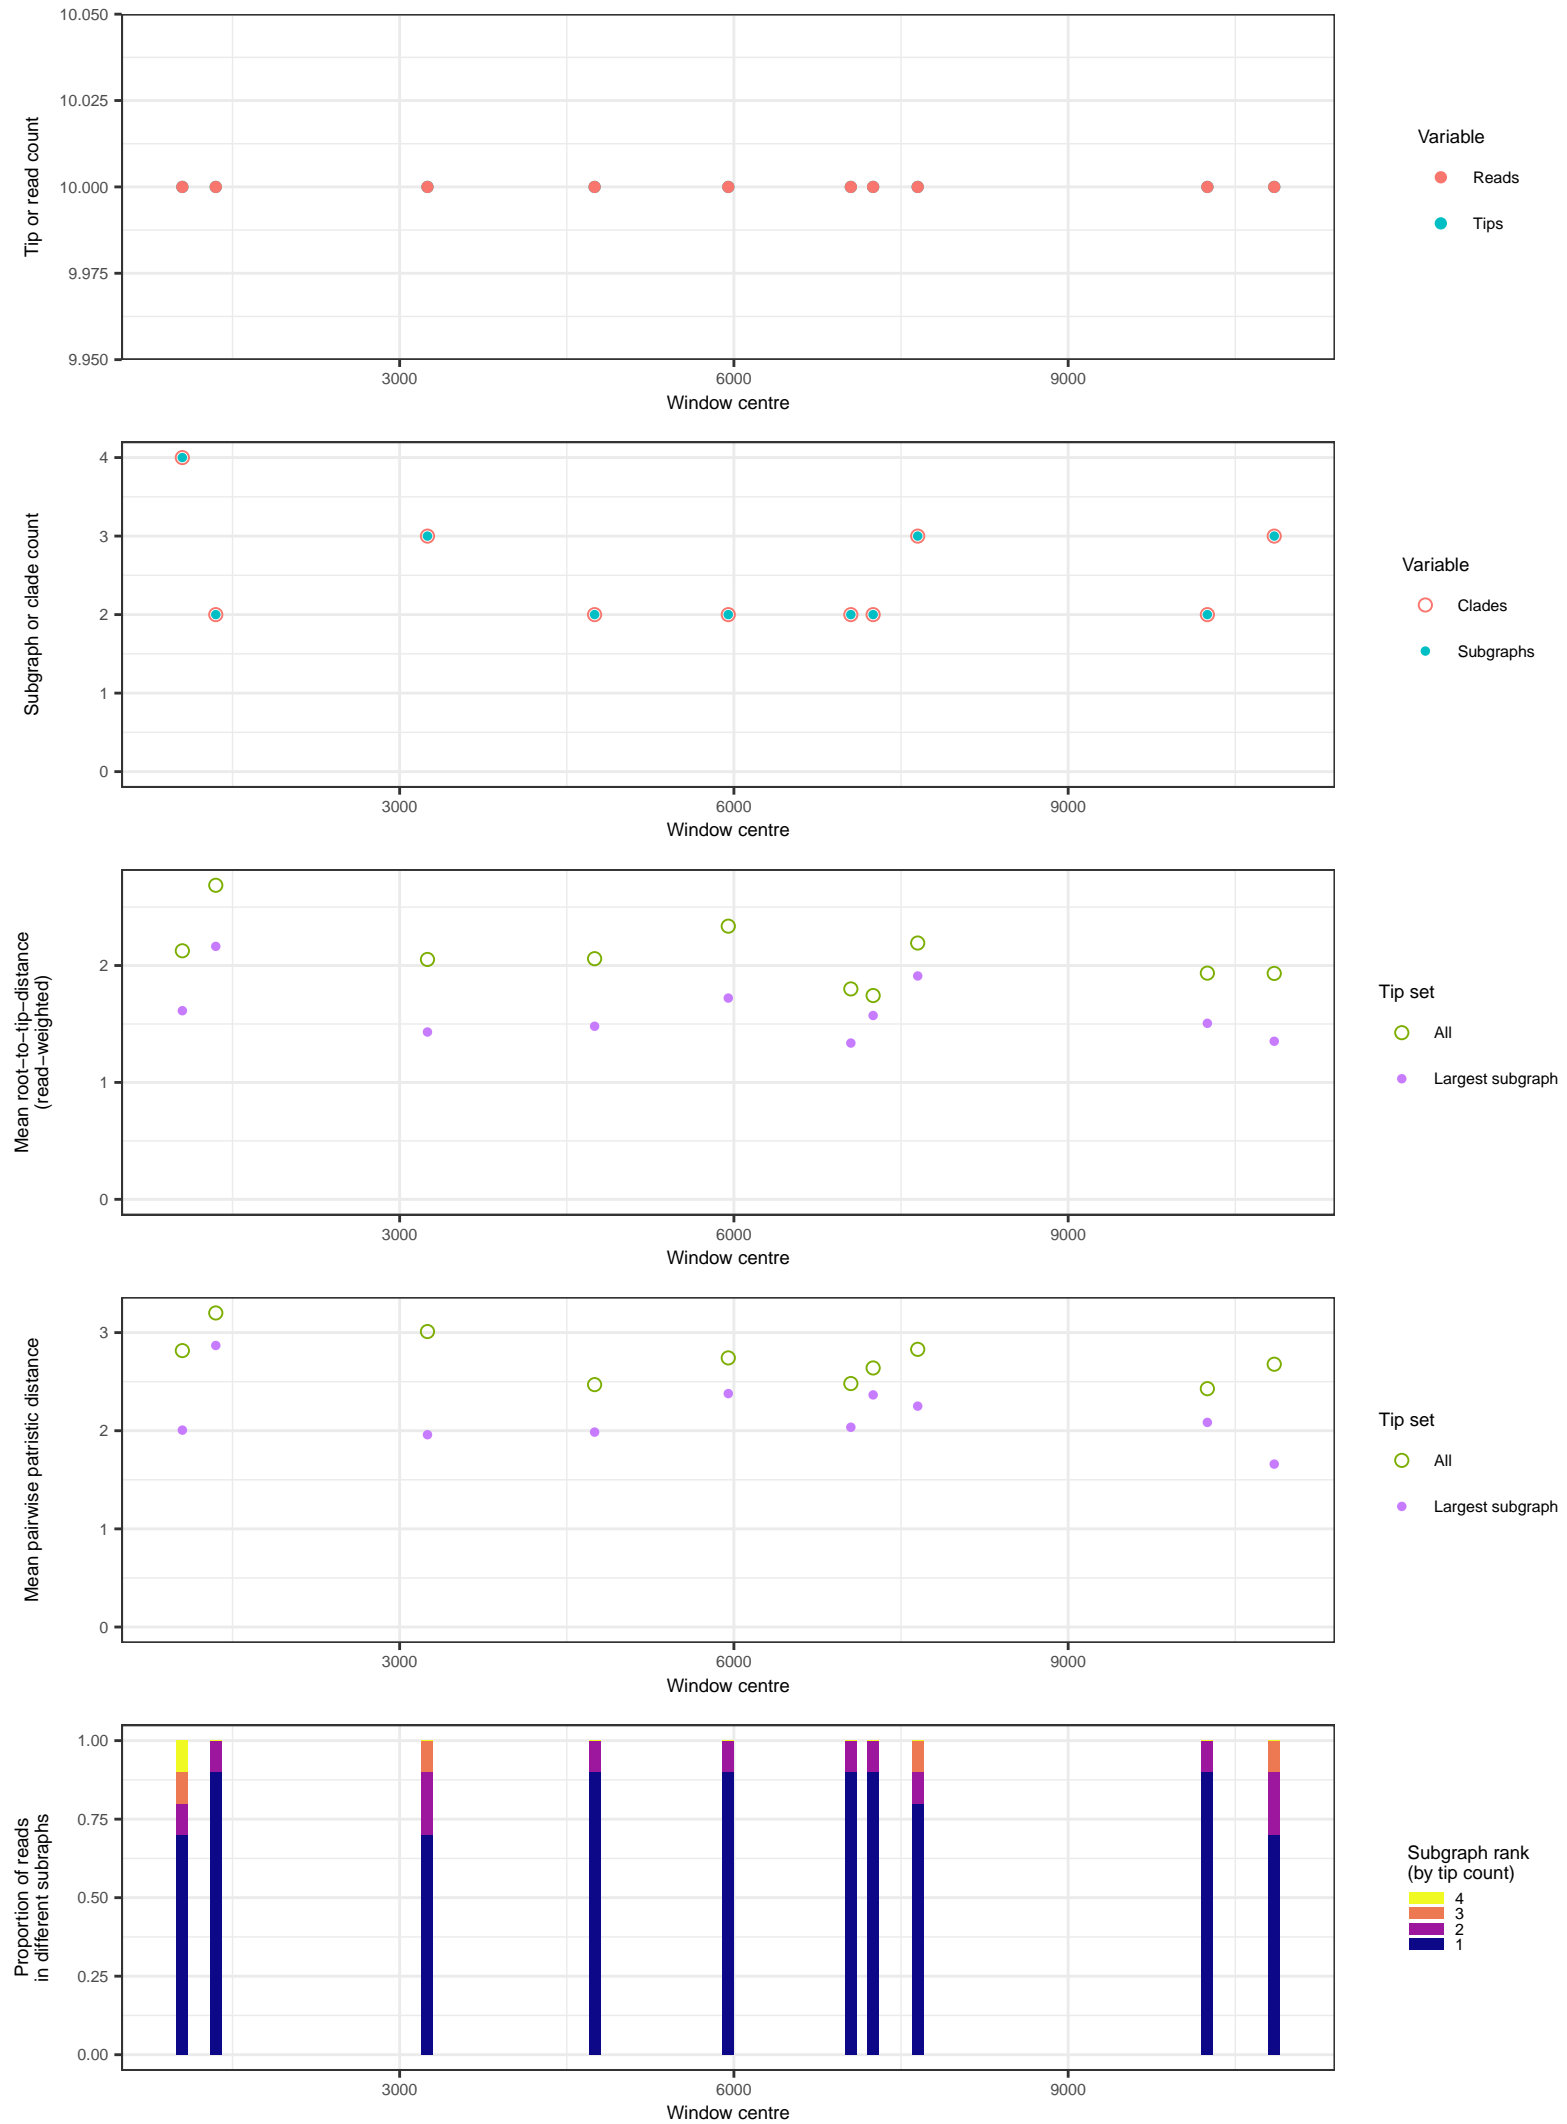 10.050
10.025
10.000
9.975
9.950
Tip or read count
3000
6000
9000
Window centre
Variable
Reads
Tips
4
3
2
1
0
Subgraph or clade count
3000
6000
9000
Window centre
Variable
Clades
Subgraphs
2
1
0
Mean root−to−tip−distance
(read−weighted)
3000
6000
9000
Window centre
Tip set
All
Largest subgraph
3
2
1
0
Mean pairwise patristic distance
3000
6000
9000
Window centre
Tip set
All
Largest subgraph
1.00
0.75
0.50
0.25
0.00
Proportion of reads
in different subraphs
3000
6000
9000
Window centre
Subgraph rank
(by tip count)
4
3
2
1